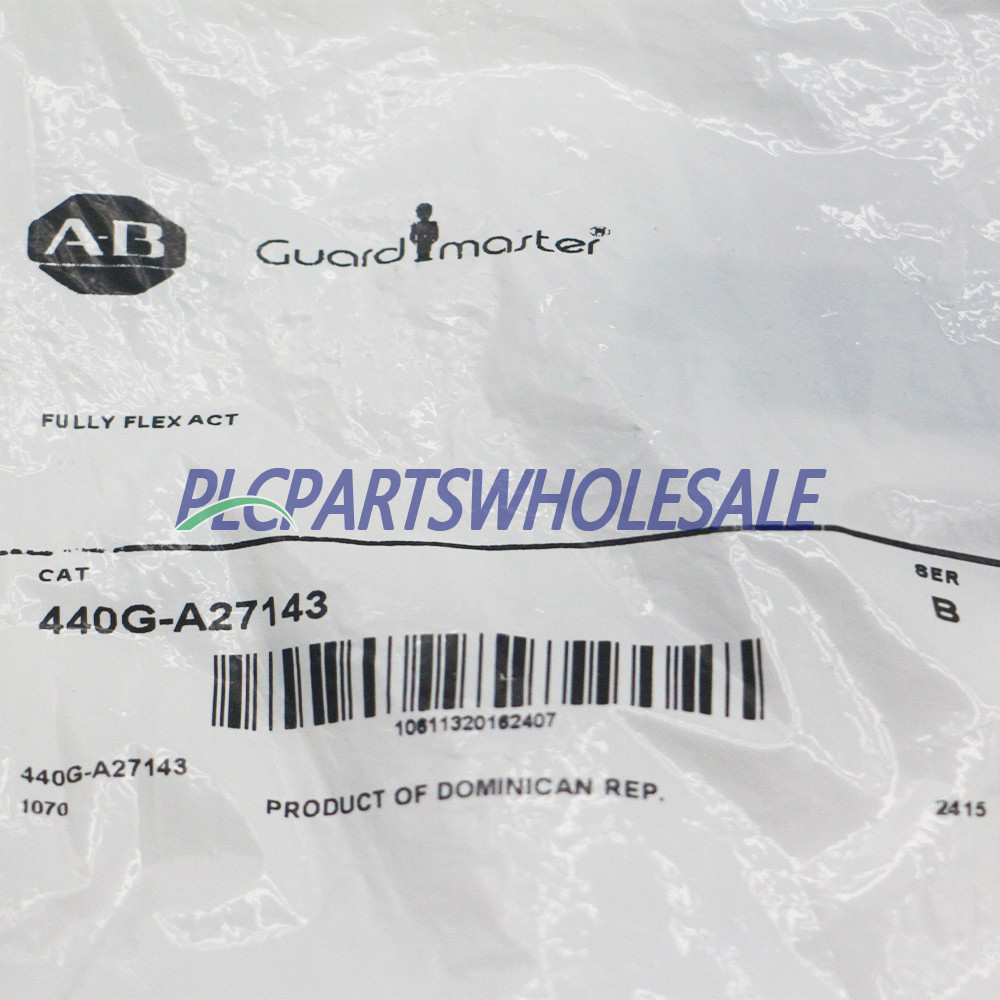 A-B
Guardmaster
FULLY FLEX ACT
PLCPARTSWHOLESALE
CAT
SER
440G-A27143
B
10611320162407
440G-A27143
1070
PRODUCT OF DOMINICAN REP.
2415